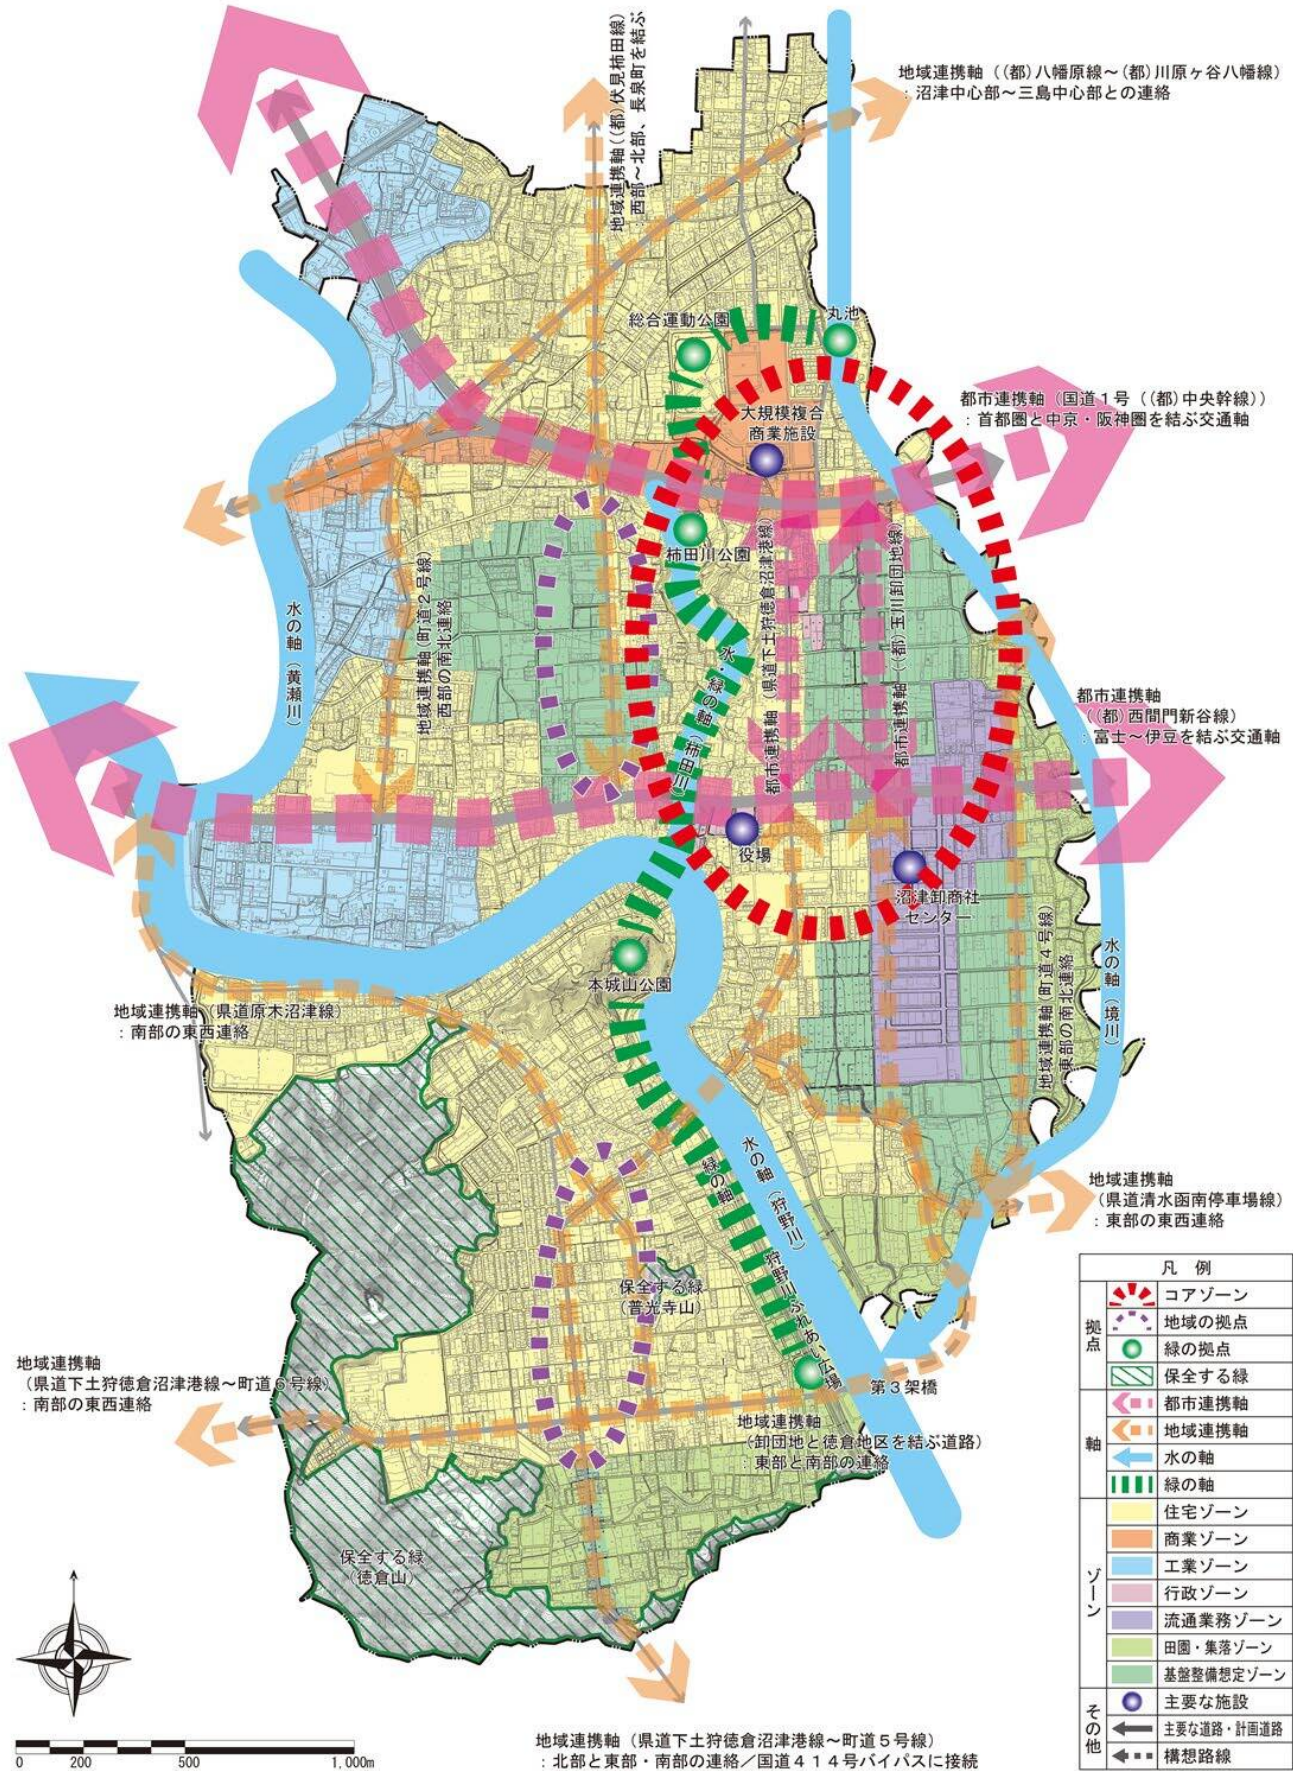 地域連携軸((都)伏見柿田線)
:西部~北部、長泉町を結ぶ
地域連携軸((都)八幡原線~(都)川原ヶ谷八幡線)
:沼津中心部~三島中心部との連絡
総合運動公園
丸池
大規模複合
商業施設
都市連携軸(国道1号((都)中央幹線))
:首都圏と中京・阪神圏を結ぶ交通軸
柿田川公園
地域連携軸(町道2号線)
西部の南北連絡
水の軸(黄瀬川)
水・緑の軸
(柿田川)
都市連携軸(県道下土狩徳倉沼津港線)
都市連携軸((都)玉川卸団地線)
都市連携軸
((都)西間門新谷線)
:富士~伊豆を結ぶ交通軸
役場
沼津卸商社
センター
本城山公園
地域連携軸(県道原木沼津線)
:南部の東西連絡
地域連携軸(町道4号線)
東部の南北連絡
水の軸(境川)
水の軸(狩野川)
緑の軸
地域連携軸
(県道清水函南停車場線)
:東部の東西連絡
保全する緑
(普光寺山)
狩野川ふれあい広場
地域連携軸
(県道下土狩徳倉沼津港線~町道6号線)
:南部の東西連絡
第3架橋
地域連携軸
(卸団地と徳倉地区を結ぶ道路)
:東部と南部の連絡
保全する緑
(徳倉山)
地域連携軸(県道下土狩徳倉沼津港線~町道5号線)
:北部と東部・南部の連絡/国道414号バイパスに接続
0 200 500 1,000m
凡 例
拠点
コアゾーン
地域の拠点
緑の拠点
保全する緑
軸
都市連携軸
地域連携軸
水の軸
緑の軸
ゾーン
住宅ゾーン
商業ゾーン
工業ゾーン
行政ゾーン
流通業務ゾーン
田園・集落ゾーン
基盤整備想定ゾーン
その他
主要な施設
主要な道路・計画道路
構想路線